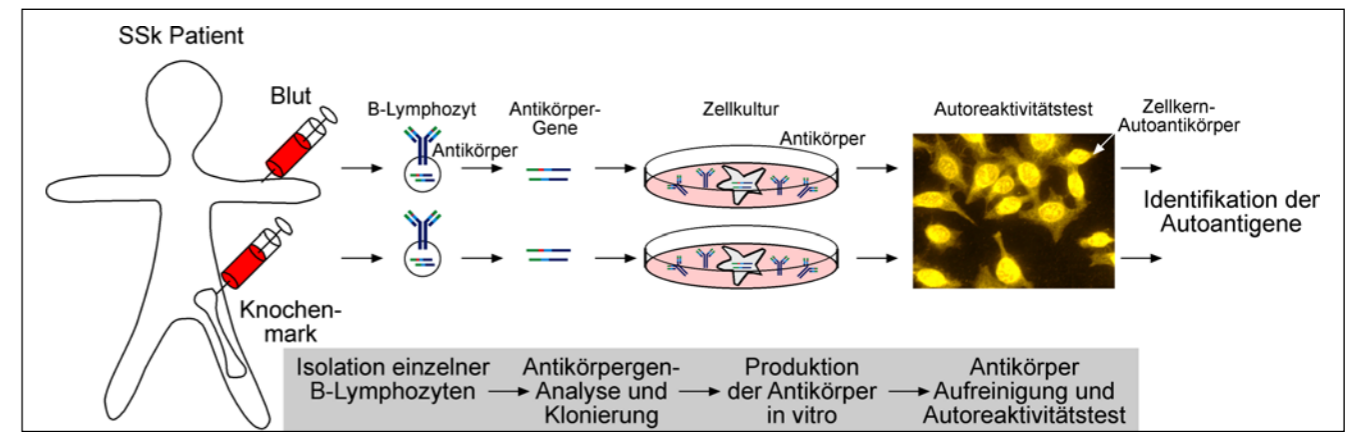 SSk Patient
Blut
Knochen-
mark
B-Lymphozyt
Antikörper
Antikörper-
Gene
Zellkultur
Antikörper
Autoreaktivitätstest
Zellkern-
Autoantikörper
Identifikation der
Autoantigene
Isolation einzelner
B-Lymphozyten
Antikörpergen-
Analyse und
Klonierung
Produktion
der Antikörper
in vitro
Antikörper
Aufreinigung und
Autoreaktivitätstest